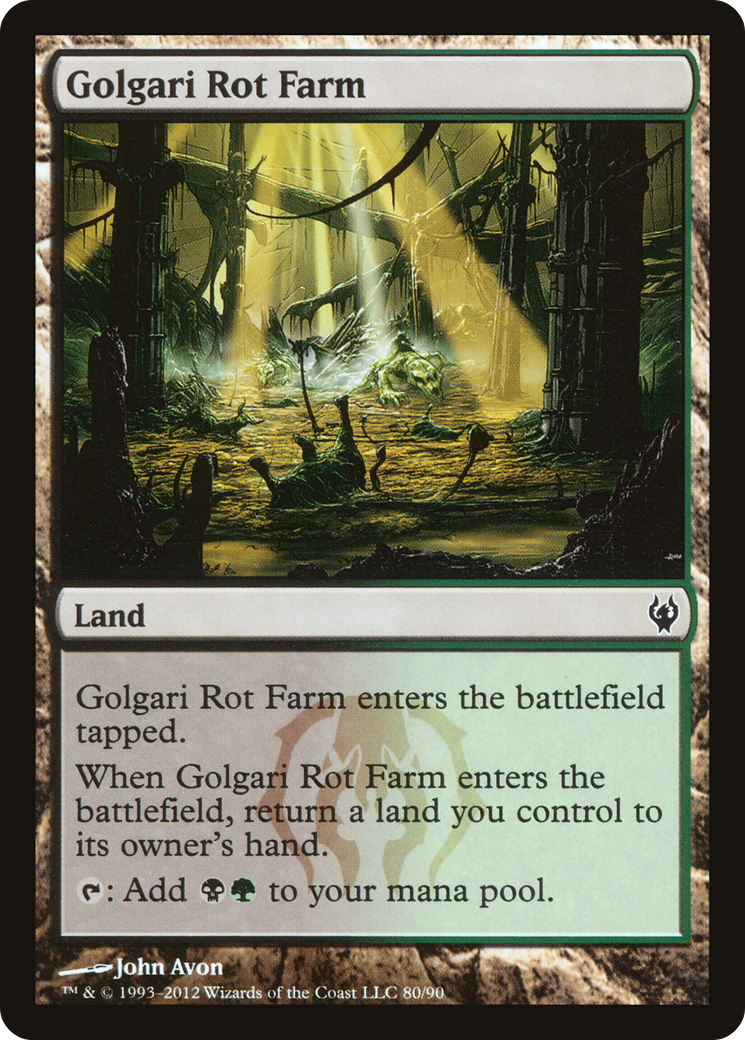 Golgari Rot Farm
Land
Golgari Rot Farm enters the battlefield
tapped.
When Golgari Rot Farm enters the
battlefield, return a land you control to
its owner's hand.
: Add to your mana pool.
John Avon
™ & © 1993–2012 Wizards of the Coast LLC 80/90